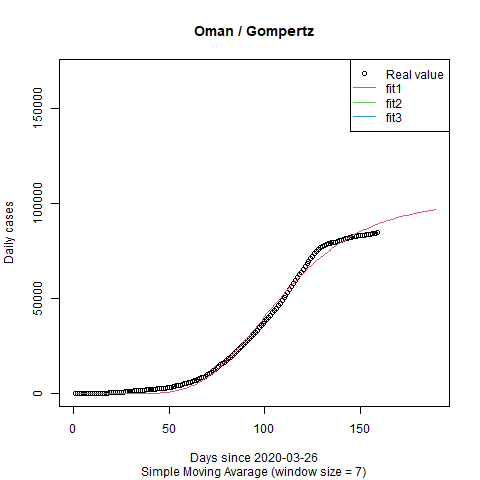 Oman / Gompertz
Real value
fit1
fit2
fit3
Daily cases
0
50000
100000
150000
0
50
100
150
Days since 2020-03-26
Simple Moving Avarage (window size = 7)